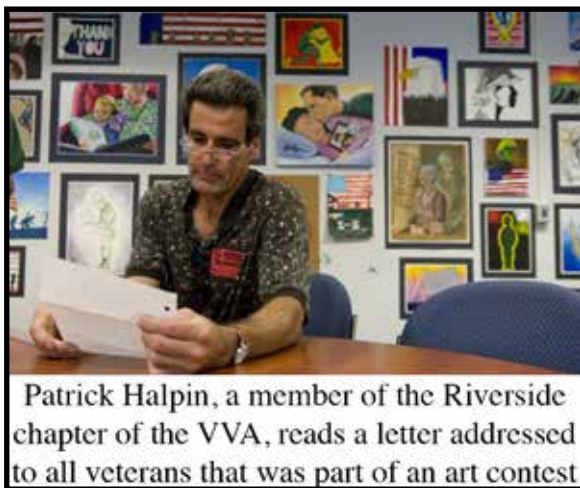 THANK
YOU
Patrick Halpin, a member of the Riverside
chapter of the VVA, reads a letter addressed
to all veterans that was part of an art contest